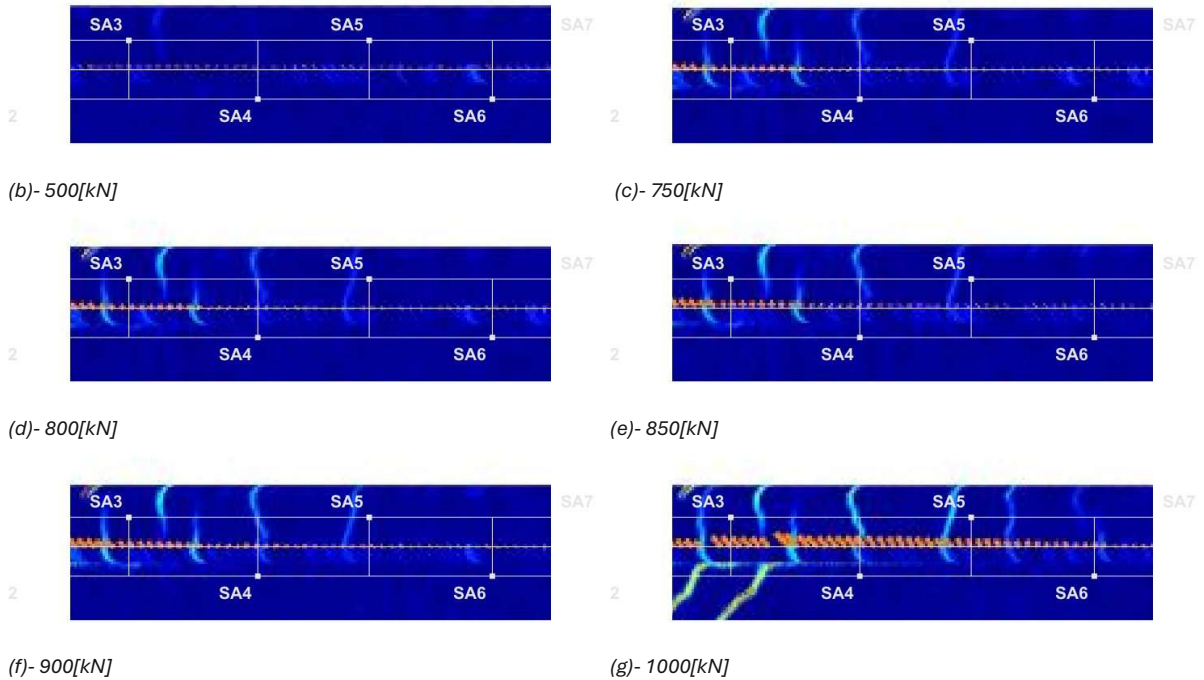 SA3 SA5 SA7 SA3 SA5 SA7
2 SA4 SA6 2 SA4 SA6
(b)- 500[kN] (c)- 750[kN]
SA3 SA5 SA7 SA3 SA5 SA7
2 SA4 SA6 2 SA4 SA6
(d)- 800[kN] (e)- 850[kN]
SA3 SA5 SA7 SA3 SA5 SA7
2 SA4 SA6 2 SA4 SA6
(f)- 900[kN] (g)- 1000[kN]